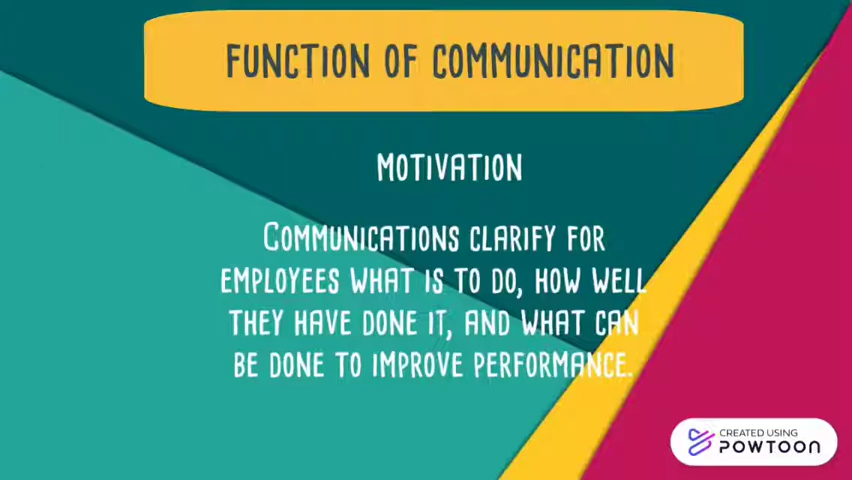 FUNCTION OF COMMUNICATION
MOTIVATION
COMMUNICATIONS CLARIFY FOR
EMPLOYEES WHAT IS TO DO, HOW WELL
THEY HAVE DONE IT, AND WHAT CAN
BE DONE TO IMPROVE PERFORMANCE.
CREATED USING
POWTOON